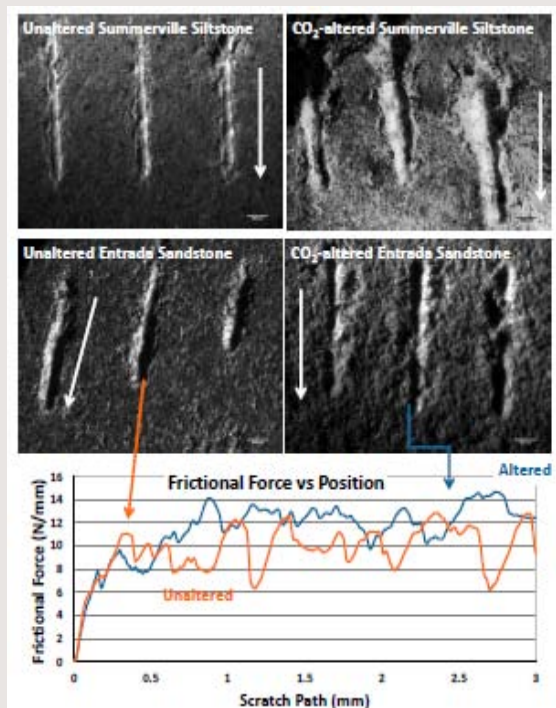 Unaltered Summerville Siltstone
CO₂-altered Summerville Siltstone
Unaltered Entrada Sandstone
CO₂-altered Entrada Sandstone
Altered
Frictional Force vs Position
Unaltered
Frictional Force (N/mm)
16
14
12
10
8
6
4
2
0
0
0.5
1
1.5
2
2.5
3
Scratch Path (mm)